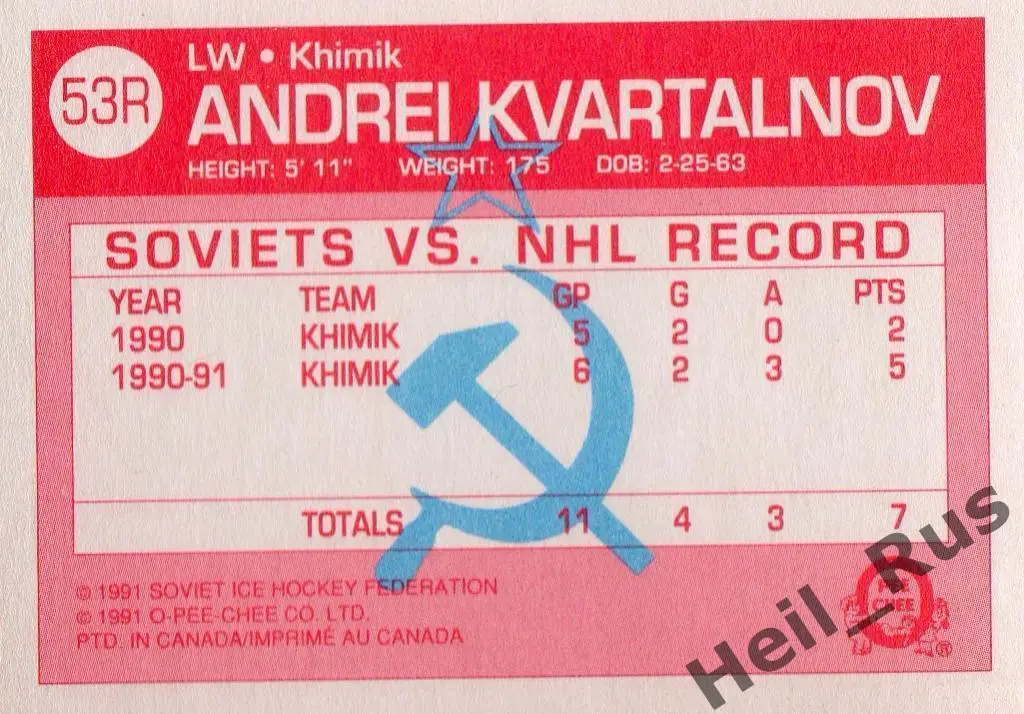 53R
LW • Khimik
ANDREI KVARTALNOV
HEIGHT: 5' 11" WEIGHT: 175 DOB: 2-25-63
SOVIETS VS. NHL RECORD
YEAR TEAM GP G A PTS
1990 KHIMIK 5 2 0 2
1990-91 KHIMIK 6 2 3 5
TOTALS 11 4 3 7
© 1991 SOVIET ICE HOCKEY FEDERATION
© 1991 O-PEE-CHEE CO. LTD.
PTD. IN CANADA/IMPRIMÉ AU CANADA
O PEE CHEE ®
Heil_Rus